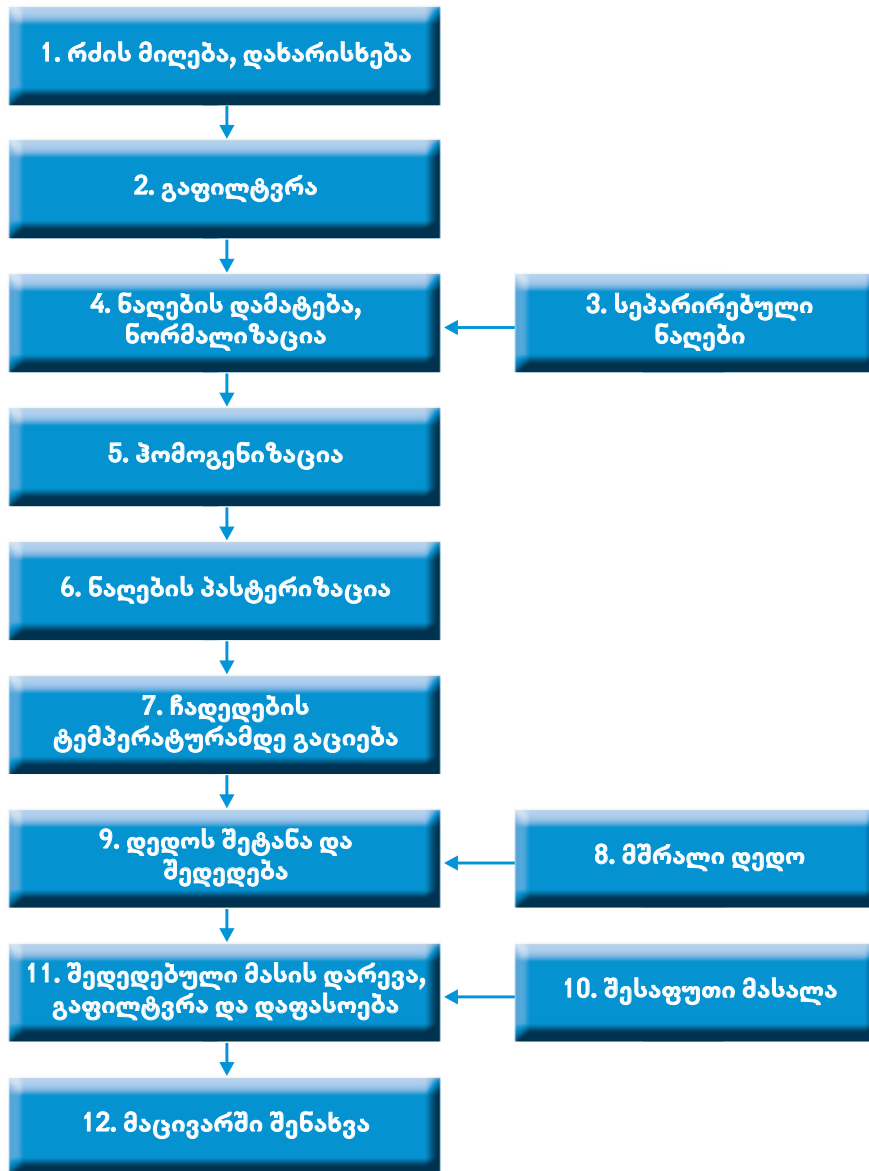 1. რძის მიღება, დახარისხება
2. გაფილტვრა
4. ნაღების დამატება,
ნორმალიზაცია
3. სეპარირებული
ნაღები
5. ჰომოგენიზაცია
6. ნაღების პასტერიზაცია
7. ჩადედების
ტემპერატურამდე გაციება
9. დედოს შეტანა და
შედედება
8. მშრალი დედო
11. შედედებული მასის დარევა,
გაფილტვრა და დაფასოება
10. შესაფუთი მასალა
12. მაცივარში შენახვა